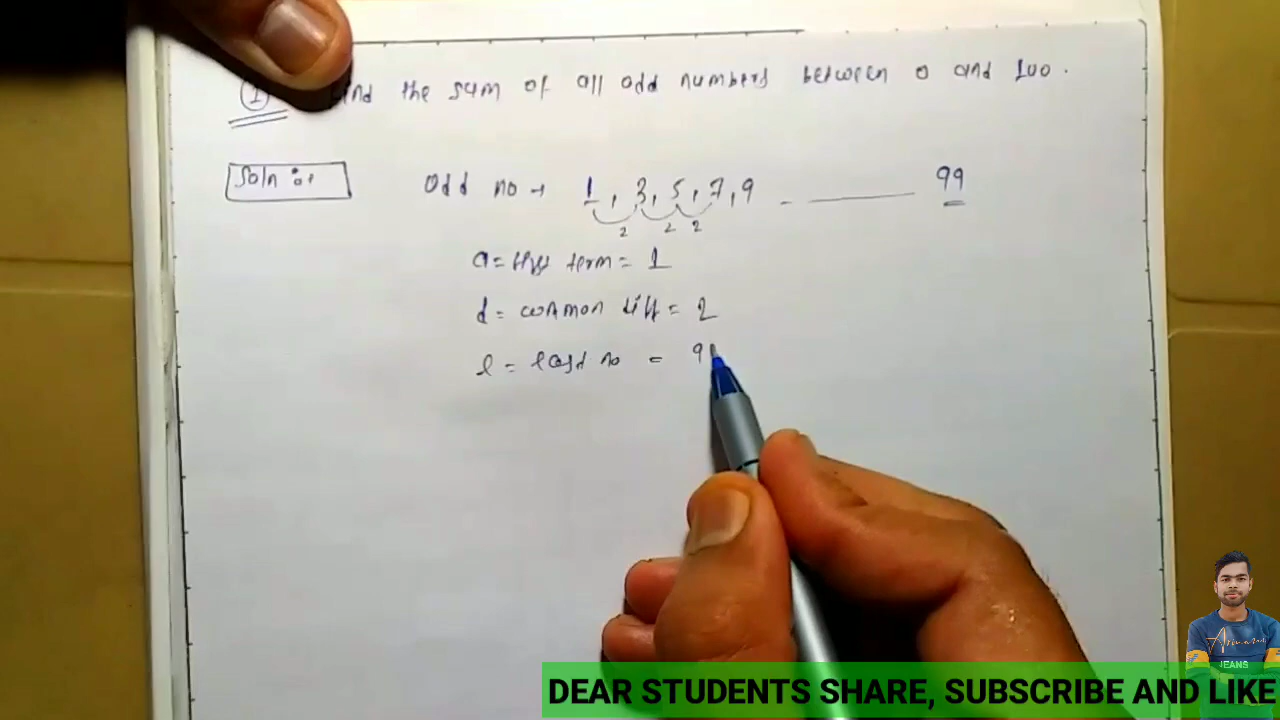 (1) Find the sum of all odd numbers between 0 and 100.
Soln :-
Odd no → 1, 3, 5, 7, 9 - ——— 99
2 2 2
a = first term = 1
d = common diff = 2
l = last no = 9
DEAR STUDENTS SHARE, SUBSCRIBE AND LIKE
JEANS